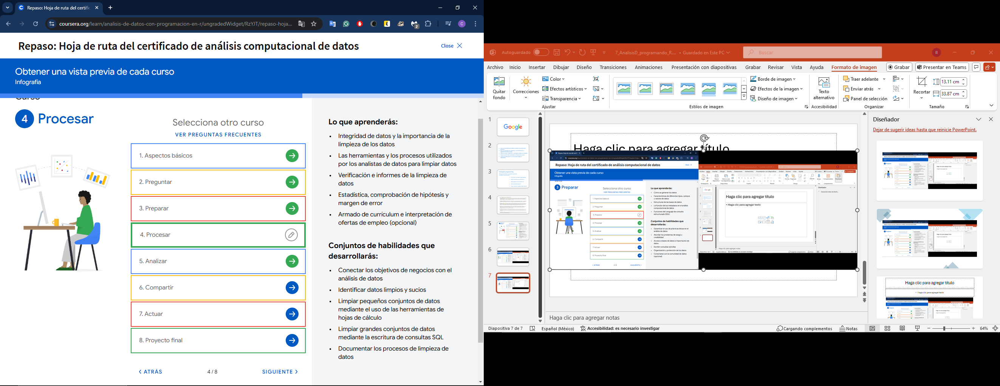 Repaso: Hoja de ruta del certific
coursera.org/learn/analisis-de-datos-con-programacion-en-r/ungradedWidget/RzYJT/repaso-hoja...
2
C
Repaso: Hoja de ruta del certificado de análisis computacional de datos
Close
Obtener una vista previa de cada curso
Infografía
Curso
4 Procesar
Selecciona otro curso
VER PREGUNTAS FRECUENTES
1. Aspectos básicos
2. Preguntar
3. Preparar
4. Procesar
5. Analizar
6. Compartir
7. Actuar
8. Proyecto final
ATRÁS
4 / 8
SIGUIENTE
Lo que aprenderás:
• Integridad de datos y la importancia de la
limpieza de los datos
• Las herramientas y los procesos utilizados
por los analistas de datos para limpiar datos
• Verificación e informes de la limpieza de
datos
• Estadística, comprobación de hipótesis y
margen de error
• Armado de currículum e interpretación de
ofertas de empleo (opcional)
Conjuntos de habilidades que
desarrollarás:
• Conectar los objetivos de negocios con el
análisis de datos
• Identificar datos limpios y sucios
• Limpiar pequeños conjuntos de datos
mediante el uso de las herramientas de
hojas de cálculo
• Limpiar grandes conjuntos de datos
mediante la escritura de consultas SQL
• Documentar los procesos de limpieza de
datos
Autoguardado
7_AnalisisD_programando_R.... • Guardado en Este PC
Buscar
II
Archivo Inicio Insertar Dibujar Diseño Transiciones Animaciones Presentación con diapositivas Grabar Revisar Vista Ayuda Formato de imagen
Grabar
Presentar en Teams
Quitar
fondo
Correcciones
Color
Efectos artísticos
Transparencia
Ajustar
Estilos de imagen
Borde de imagen
Efectos de la imagen
Diseño de imagen
Texto
alternativo
Accesibilidad
Traer adelante
Enviar atrás
Panel de selección
Organizar
Recortar
13.11 cm
33.87 cm
Tamaño
1
Google
2
3
4
5
6
7
Haga clic para agregar título
Repaso: Hoja de ruta del certificado de análisis computacional de datos
Obtener una vista previa de cada curso
Infografía
3 Preparar
Selecciona otro curso
VER PREGUNTAS FRECUENTES
1. Aspectos básicos
2. Preguntar
3. Preparar
4. Procesar
5. Analizar
6. Compartir
7. Actuar
8. Proyecto final
ATRÁS
3 / 8
SIGUIENTE
Lo que aprenderás:
• Cómo se generan los datos
• Características de diferentes tipos, campos
y valores de datos
• Estructuras de las bases de datos
• La función de los metadatos en el análisis
computacional de datos
• Funciones del Lenguaje de consulta
estructurado (SQL)
Conjuntos de habilidades que
desarrollarás:
• Garantizar el uso de prácticas éticas en el
análisis de datos
• Abordar los problemas de sesgo y
credibilidad
• Acceso a bases de datos e importación de
datos
• Escribir consultas sencillas
• Organización y protección de los datos
• Conectarse con la comunidad de datos
(opcional)
Haga clic para agregar título
• Haga clic para agregar texto
Haga clic para agregar notas
Diseñador
Dejar de sugerir ideas hasta que reinicie PowerPoint.
Haga clic para agregar título
• Haga clic para agregar texto
Haga clic para agregar notas
Diapositiva 7 de 7
Español (México)
Accesibilidad: es necesario investigar
Cargando complementos
Notas
64%